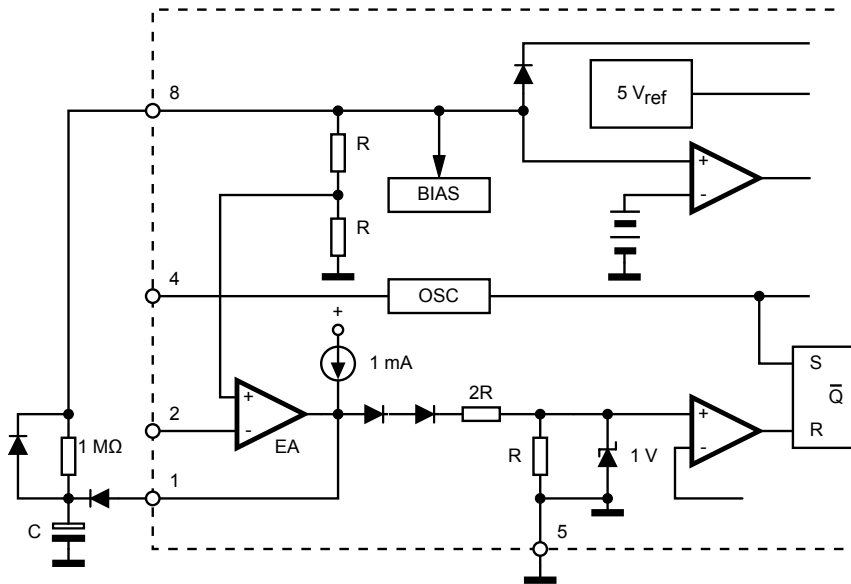 8
5 Vref
R
+
-
BIAS
R
4
OSC
+
1 mA
S
Q
2R
+
+
2
-
-
R
EA
1 MΩ
R
1 V
1
C
5